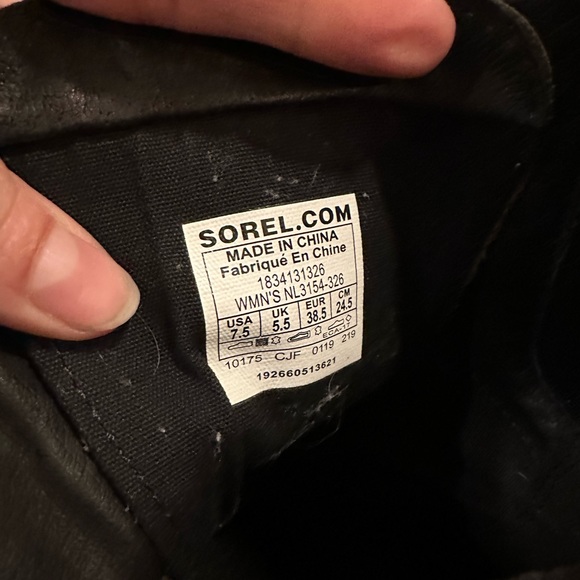 SOREL.COM
MADE IN CHINA
Fabriqué En Chine
1834131326
WMN'S NL3154-326
USA UK EUR CM
7.5 5.5 38.5 24.5
10175 CJF 0119 219
192660513621